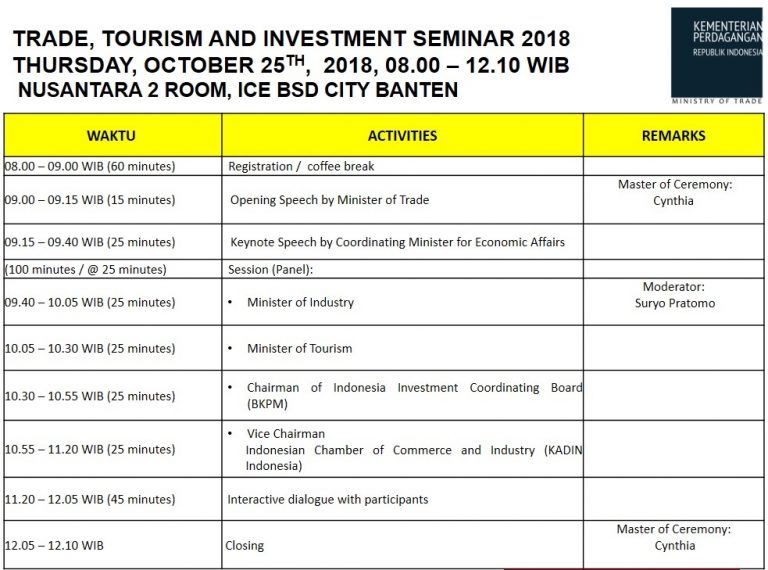 TRADE, TOURISM AND INVESTMENT SEMINAR 2018
THURSDAY, OCTOBER 25TH, 2018, 08.00 – 12.10 WIB
NUSANTARA 2 ROOM, ICE BSD CITY BANTEN
KEMENTERIAN
PERDAGANGAN
REPUBLIK INDONESIA
MINISTRY OF TRADE
WAKTU ACTIVITIES REMARKS
08.00 – 09.00 WIB (60 minutes) Registration / coffee break
09.00 – 09.15 WIB (15 minutes) Opening Speech by Minister of Trade
Master of Ceremony:
Cynthia
09.15 – 09.40 WIB (25 minutes) Keynote Speech by Coordinating Minister for Economic Affairs
(100 minutes / @ 25 minutes) Session (Panel):
09.40 – 10.05 WIB (25 minutes) • Minister of Industry
Moderator:
Suryo Pratomo
10.05 – 10.30 WIB (25 minutes) • Minister of Tourism
10.30 – 10.55 WIB (25 minutes)
• Chairman of Indonesia Investment Coordinating Board
(BKPM)
10.55 – 11.20 WIB (25 minutes)
• Vice Chairman
Indonesian Chamber of Commerce and Industry (KADIN
Indonesia)
11.20 – 12.05 WIB (45 minutes) Interactive dialogue with participants
12.05 – 12.10 WIB Closing
Master of Ceremony:
Cynthia